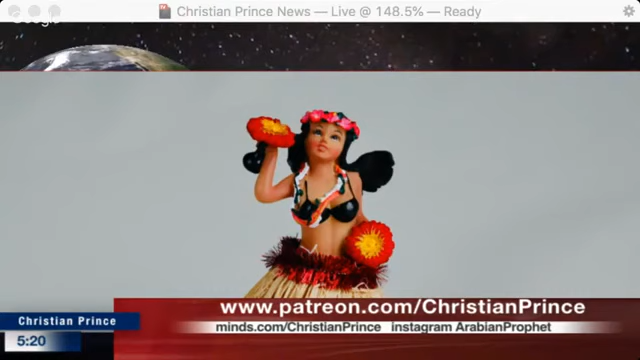 Christian Prince News — Live @ 148.5% — Ready
Google
www.patreon.com/ChristianPrince
Christian Prince
minds.com/ChristianPrince instagram ArabianProphet
5:20